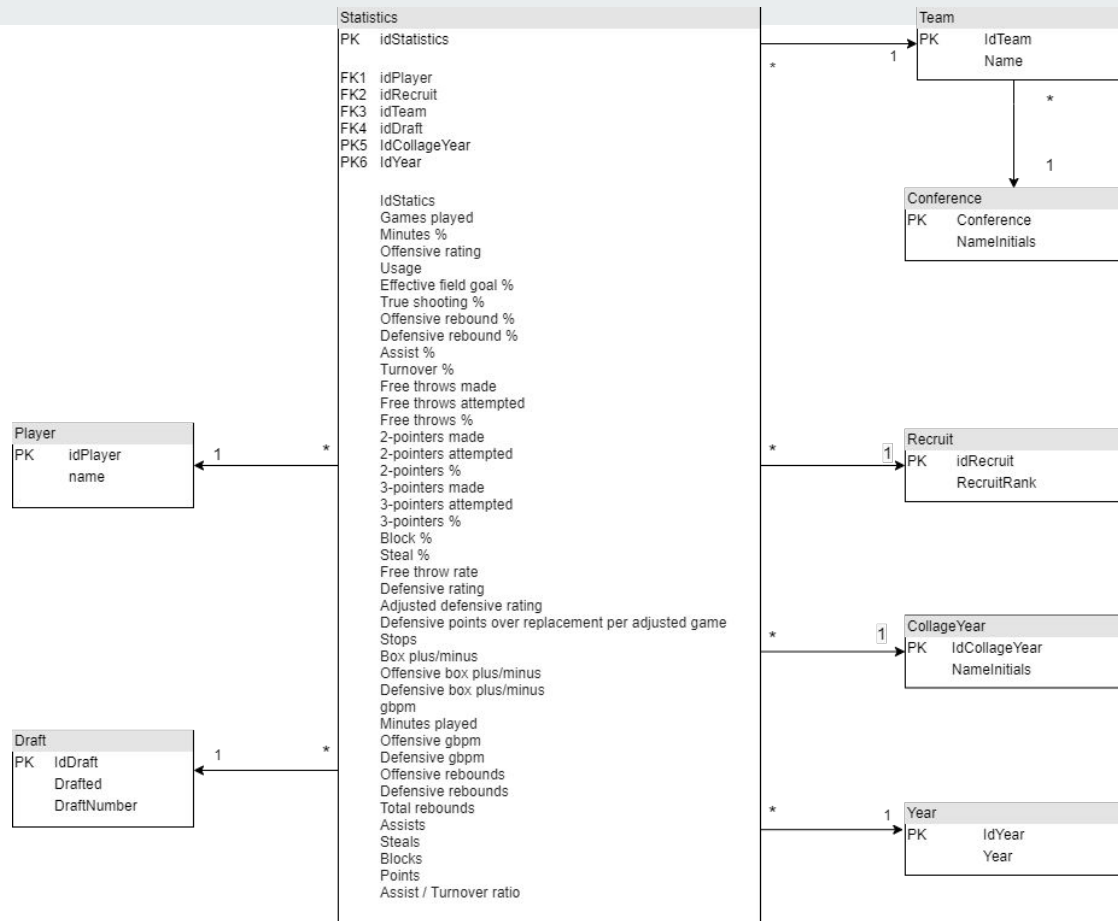 Statistics
PK idStatistics
FK1 idPlayer
FK2 idRecruit
FK3 idTeam
FK4 idDraft
PK5 IdCollageYear
PK6 IdYear
IdStatics
Games played
Minutes %
Offensive rating
Usage
Effective field goal %
True shooting %
Offensive rebound %
Defensive rebound %
Assist %
Turnover %
Free throws made
Free throws attempted
Free throws %
2-pointers made
2-pointers attempted
2-pointers %
3-pointers made
3-pointers attempted
3-pointers %
Block %
Steal %
Free throw rate
Defensive rating
Adjusted defensive rating
Defensive points over replacement per adjusted game
Stops
Box plus/minus
Offensive box plus/minus
Defensive box plus/minus
gbpm
Minutes played
Offensive gbpm
Defensive gbpm
Offensive rebounds
Defensive rebounds
Total rebounds
Assists
Steals
Blocks
Points
Assist / Turnover ratio
Player
PK idPlayer
name
1 *
Draft
PK IdDraft
Drafted
DraftNumber
1 *
Team
PK IdTeam
Name
* 1
*
1
Conference
PK Conference
NameInitials
Recruit
PK idRecruit
RecruitRank
* 1
CollageYear
PK IdCollageYear
NameInitials
* 1
Year
PK IdYear
Year
* 1